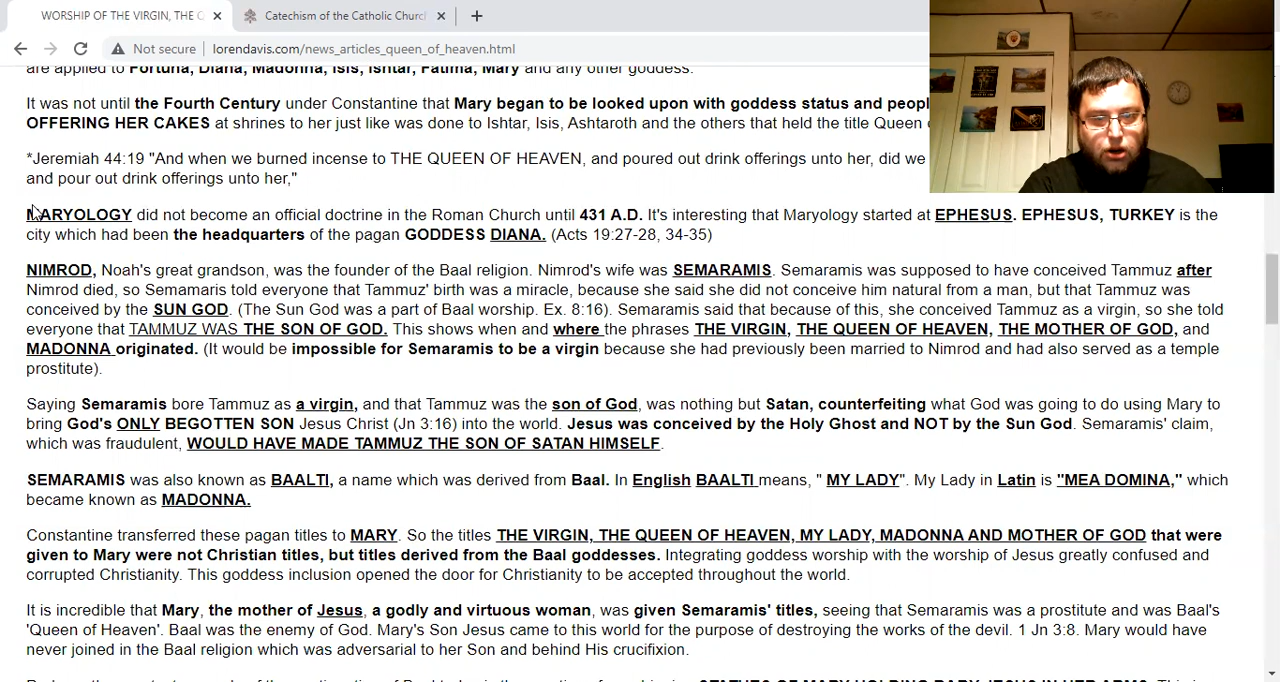 WORSHIP OF THE VIRGIN, THE Q
Catechism of the Catholic Church
Not secure
lorendavis.com/news_articles_queen_of_heaven.html
are applied to Fortuna, Diana, Madonna, Isis, Ishtar, Fatima, Mary and any other goddess.
It was not until the Fourth Century under Constantine that Mary began to be looked upon with goddess status and peopl
OFFERING HER CAKES at shrines to her just like was done to Ishtar, Isis, Ashtaroth and the others that held the title Queen
*Jeremiah 44:19 "And when we burned incense to THE QUEEN OF HEAVEN, and poured out drink offerings unto her, did we
and pour out drink offerings unto her,"
MARYOLOGY did not become an official doctrine in the Roman Church until 431 A.D. It's interesting that Maryology started at EPHESUS. EPHESUS, TURKEY is the
city which had been the headquarters of the pagan GODDESS DIANA. (Acts 19:27-28, 34-35)
NIMROD, Noah's great grandson, was the founder of the Baal religion. Nimrod's wife was SEMARAMIS. Semaramis was supposed to have conceived Tammuz after
Nimrod died, so Semamaris told everyone that Tammuz' birth was a miracle, because she said she did not conceive him natural from a man, but that Tammuz was
conceived by the SUN GOD. (The Sun God was a part of Baal worship. Ex. 8:16). Semaramis said that because of this, she conceived Tammuz as a virgin, so she told
everyone that TAMMUZ WAS THE SON OF GOD. This shows when and where the phrases THE VIRGIN, THE QUEEN OF HEAVEN, THE MOTHER OF GOD, and
MADONNA originated. (It would be impossible for Semaramis to be a virgin because she had previously been married to Nimrod and had also served as a temple
prostitute).
Saying Semaramis bore Tammuz as a virgin, and that Tammuz was the son of God, was nothing but Satan, counterfeiting what God was going to do using Mary to
bring God's ONLY BEGOTTEN SON Jesus Christ (Jn 3:16) into the world. Jesus was conceived by the Holy Ghost and NOT by the Sun God. Semaramis' claim,
which was fraudulent, WOULD HAVE MADE TAMMUZ THE SON OF SATAN HIMSELF.
SEMARAMIS was also known as BAALTI, a name which was derived from Baal. In English BAALTI means, " MY LADY". My Lady in Latin is "MEA DOMINA," which
became known as MADONNA.
Constantine transferred these pagan titles to MARY. So the titles THE VIRGIN, THE QUEEN OF HEAVEN, MY LADY, MADONNA AND MOTHER OF GOD that were
given to Mary were not Christian titles, but titles derived from the Baal goddesses. Integrating goddess worship with the worship of Jesus greatly confused and
corrupted Christianity. This goddess inclusion opened the door for Christianity to be accepted throughout the world.
It is incredible that Mary, the mother of Jesus, a godly and virtuous woman, was given Semaramis' titles, seeing that Semaramis was a prostitute and was Baal's
'Queen of Heaven'. Baal was the enemy of God. Mary's Son Jesus came to this world for the purpose of destroying the works of the devil. 1 Jn 3:8. Mary would have
never joined in the Baal religion which was adversarial to her Son and behind His crucifixion.